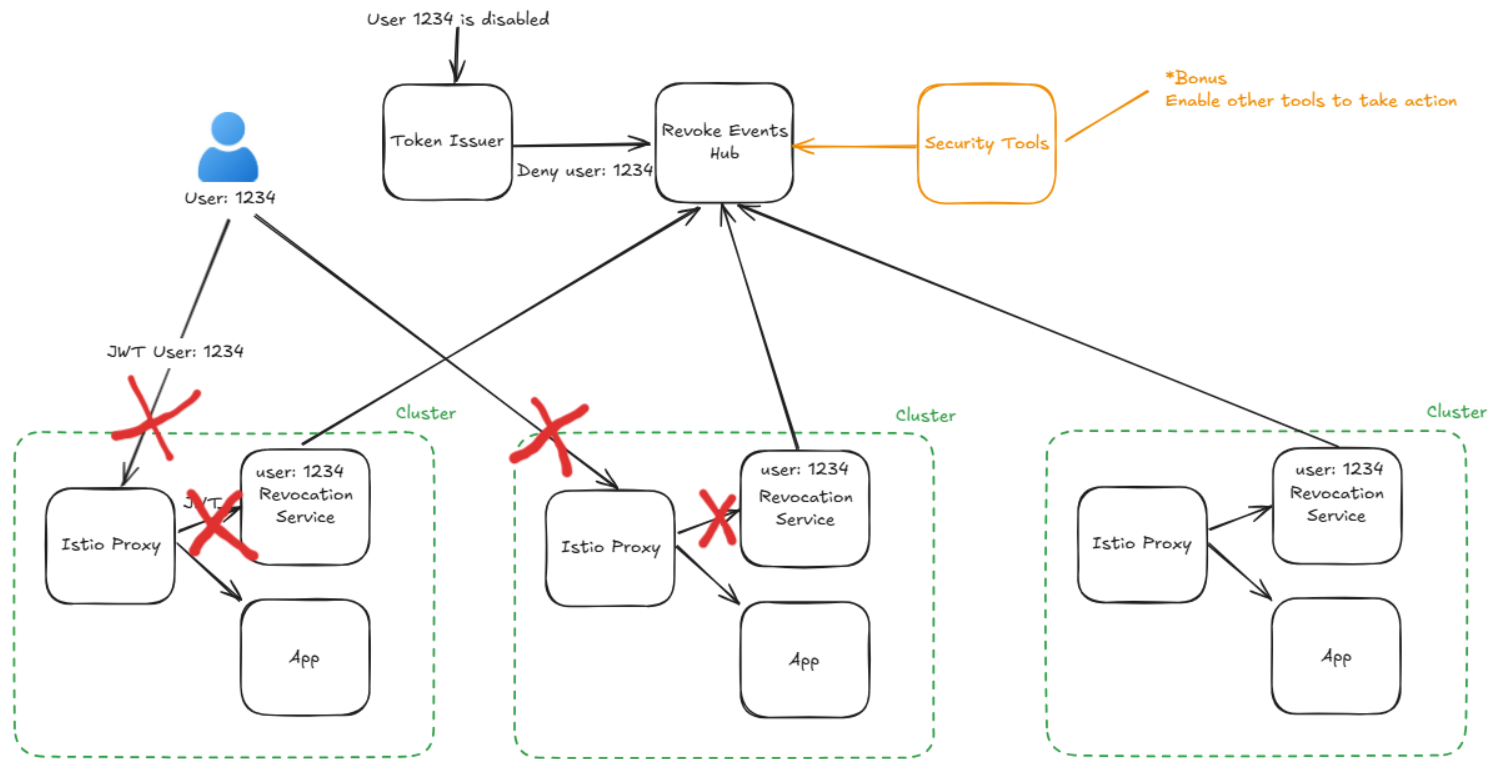 User 1234 is disabled
*Bonus
Enable other tools to take action
Token Issuer
Revoke Events
Hub
Security Tools
Deny user: 1234
User: 1234
JWT User: 1234
Cluster
Cluster
Cluster
user: 1234
Revocation
Service
JWT
Istio Proxy
App
user: 1234
Revocation
Service
Istio Proxy
App
user: 1234
Revocation
Service
Istio Proxy
App